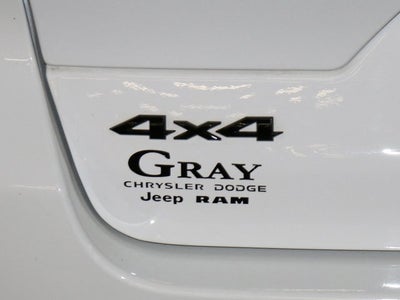 4x4
GRAY
CHRYSLER DODGE
Jeep RAM